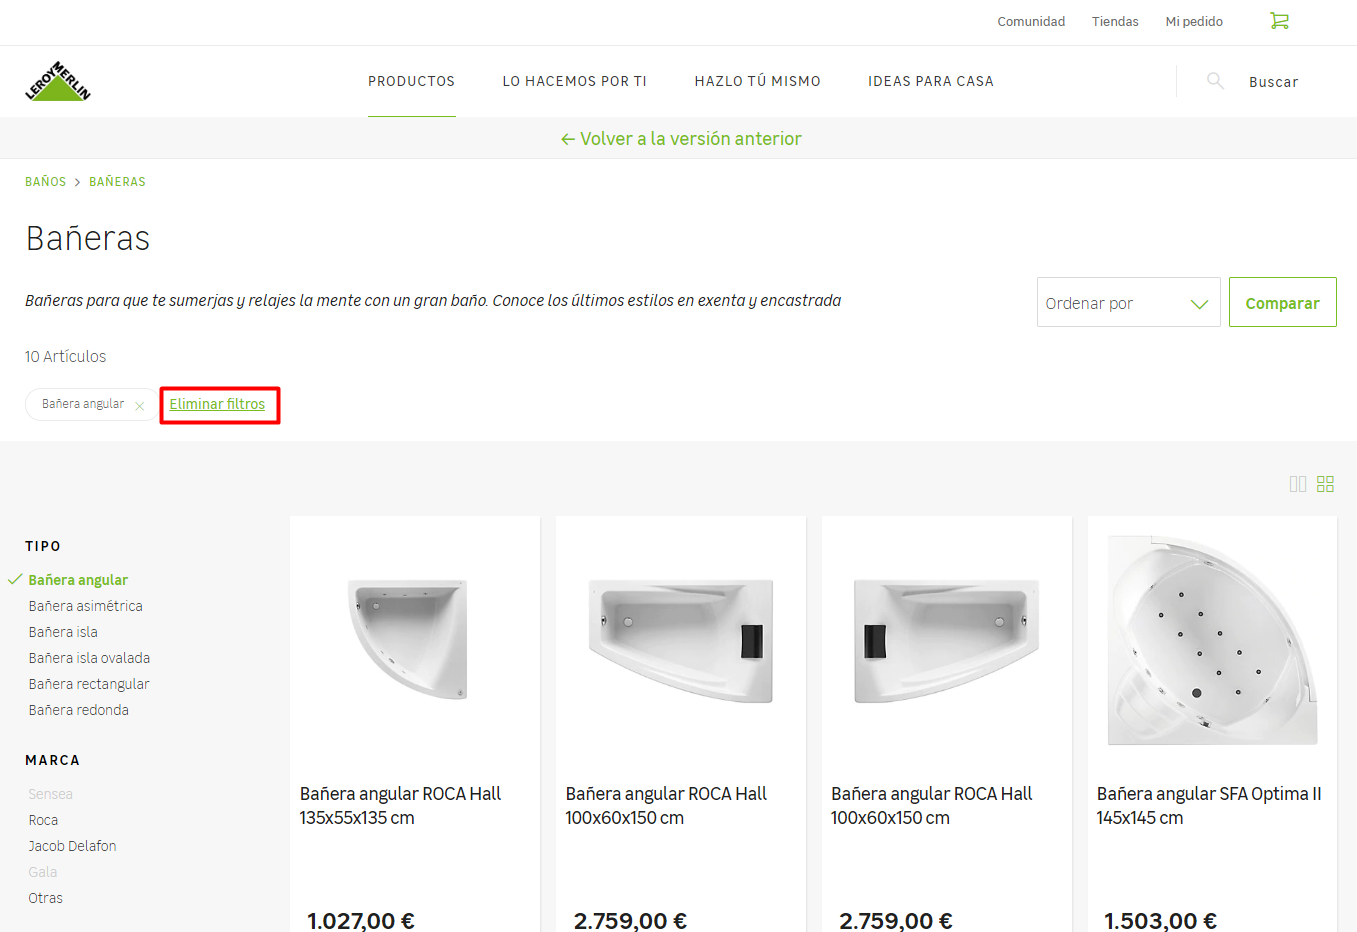 Comunidad Tiendas Mi pedido
LEROY MERLIN
PRODUCTOS LO HACEMOS POR TI HAZLO TÚ MISMO IDEAS PARA CASA Buscar
← Volver a la versión anterior
BAÑOS > BAÑERAS
Bañeras
Bañeras para que te sumerjas y relajes la mente con un gran baño. Conoce los últimos estilos en exenta y encastrada
Ordenar por Comparar
10 Artículos
Bañera angular × Eliminar filtros
TIPO
Bañera angular
Bañera asimétrica
Bañera isla
Bañera isla ovalada
Bañera rectangular
Bañera redonda
MARCA
Sensea
Roca
Jacob Delafon
Gala
Otras
Bañera angular ROCA Hall
135x55x135 cm
1.027,00 €
Bañera angular ROCA Hall
100x60x150 cm
2.759,00 €
Bañera angular ROCA Hall
100x60x150 cm
2.759,00 €
Bañera angular SFA Optima II
145x145 cm
1.503,00 €